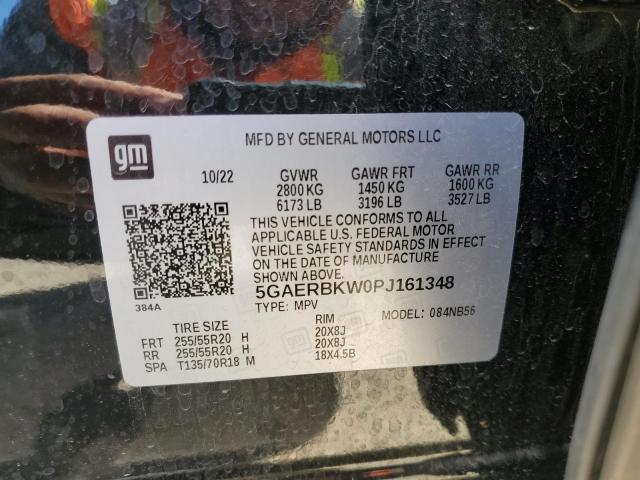 gm
MFD BY GENERAL MOTORS LLC
10/22 GVWR GAWR FRT GAWR RR
2800 KG 1450 KG 1600 KG
6173 LB 3196 LB 3527 LB
THIS VEHICLE CONFORMS TO ALL
APPLICABLE U.S. FEDERAL MOTOR
VEHICLE SAFETY STANDARDS IN EFFECT
ON THE DATE OF MANUFACTURE
SHOWN ABOVE.
384A
5GAERBKW0PJ161348
TYPE: MPV MODEL: 084NB56
TIRE SIZE RIM
FRT 255/55R20 H 20X8J
RR 255/55R20 H 20X8J
SPA T135/70R18 M 18X4.5B